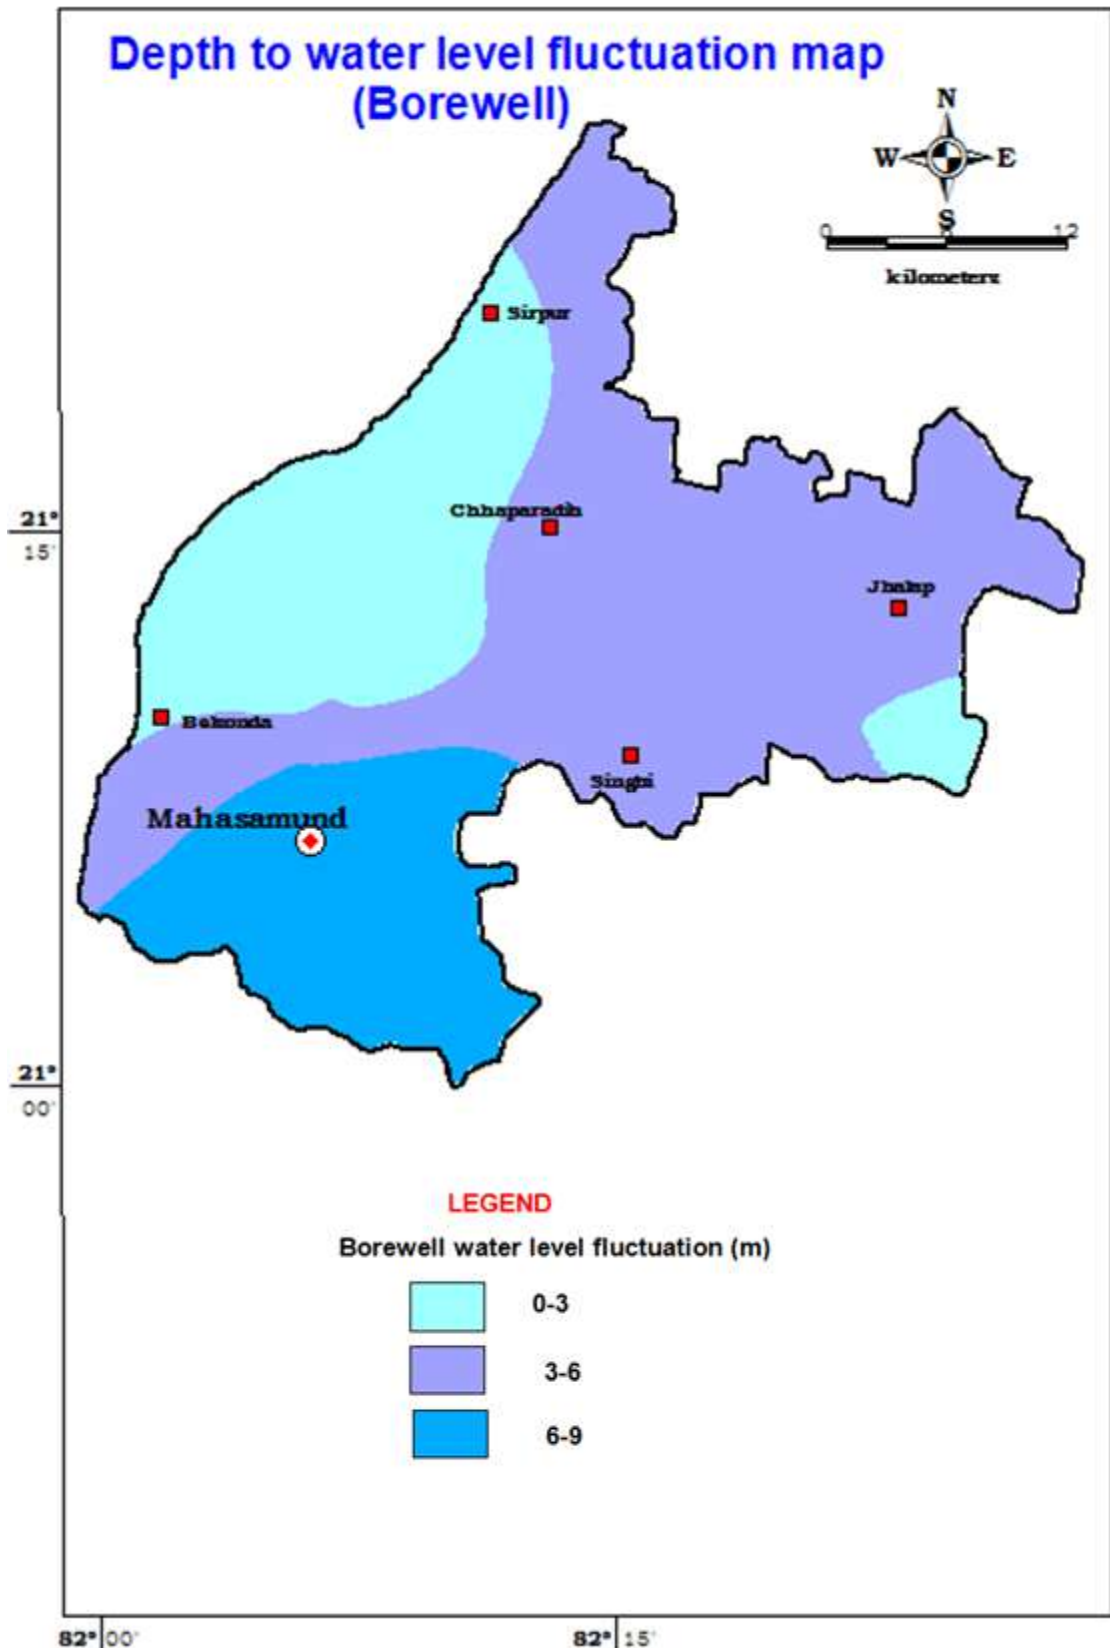 Depth to water level fluctuation map
(Borewell)
N
W E
S
0 6 12
kilometers
Sirpur
Chhaparadih
21°
15'
Jhalap
Singhi
Mahasamund
21°
00'
LEGEND
Borewell water level fluctuation (m)
0-3
3-6
6-9
82° 00' 82° 15'